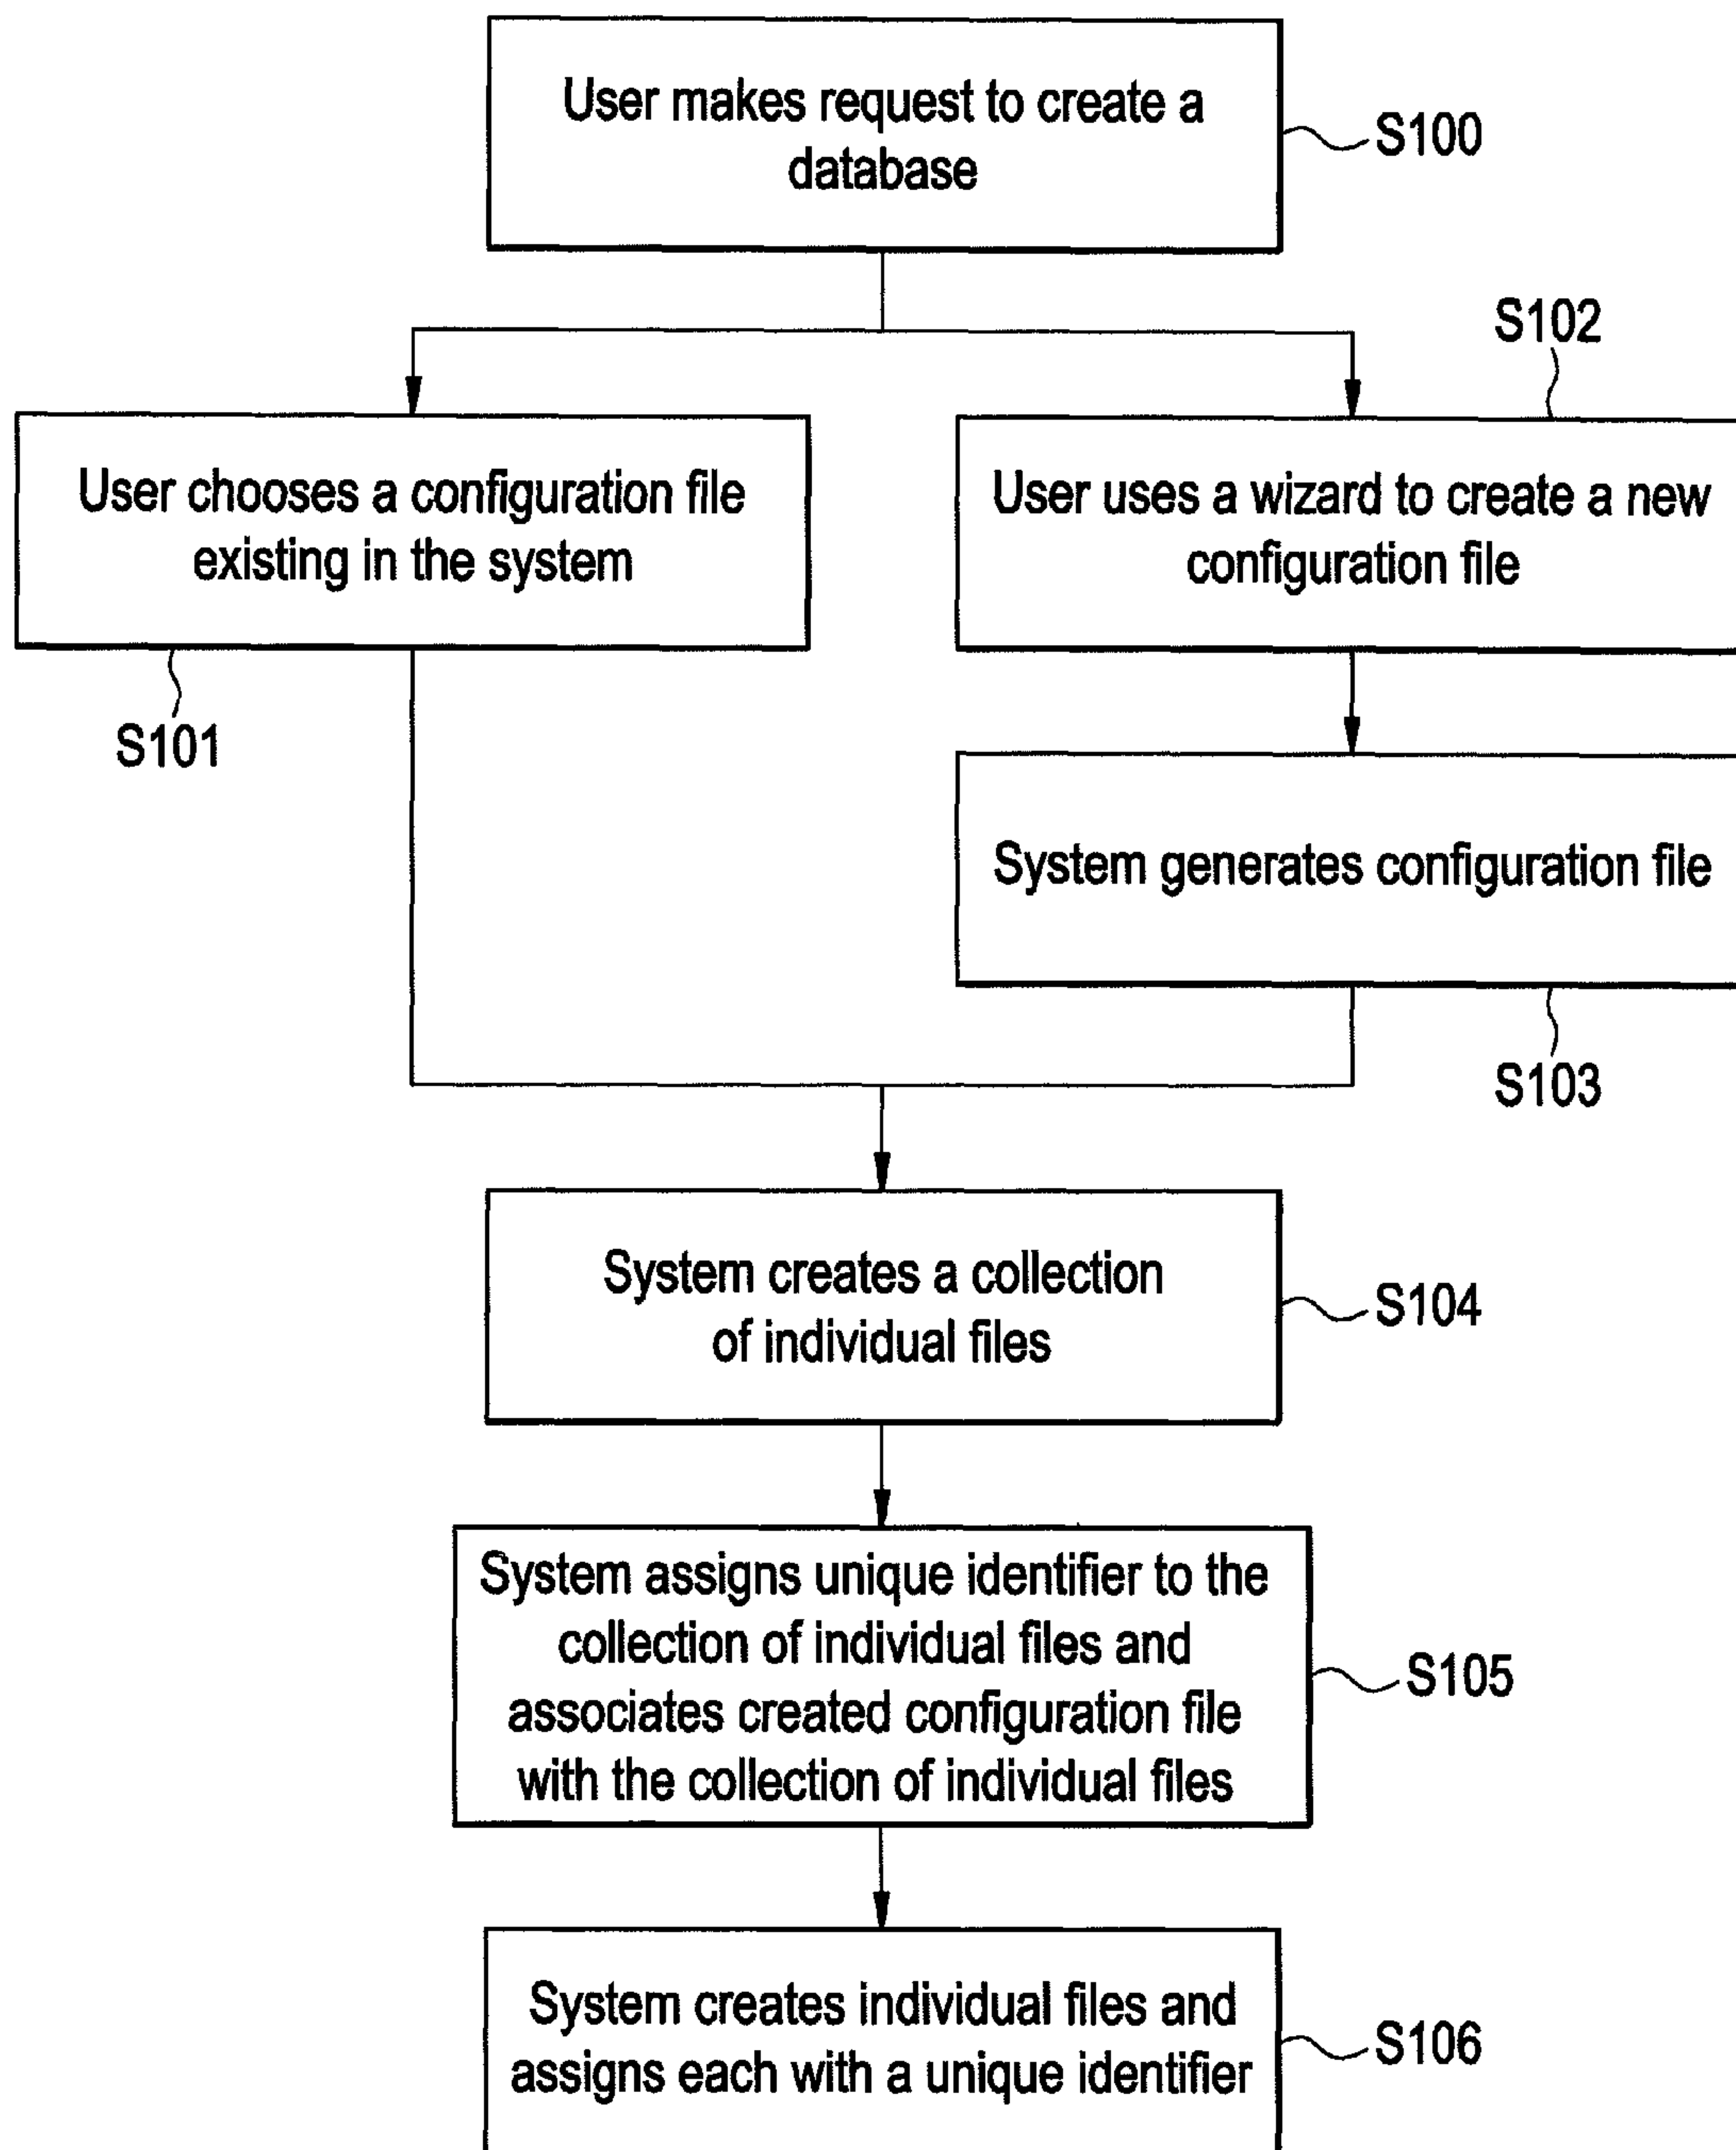 User makes request to create a
database
S100
S102
User chooses a configuration file
existing in the system
User uses a wizard to create a new
configuration file
S101
System generates configuration file
S103
System creates a collection
of individual files
S104
System assigns unique identifier to the
collection of individual files and
associates created configuration file
with the collection of individual files
S105
System creates individual files and
assigns each with a unique identifier
S106